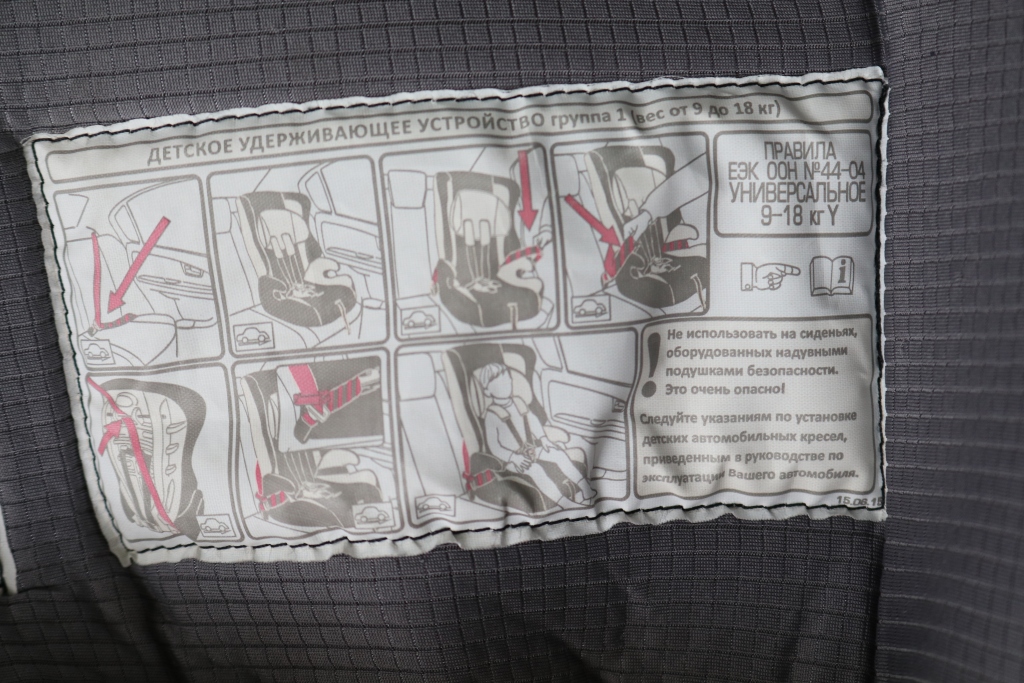 ДЕТСКОЕ УДЕРЖИВАЮЩЕЕ УСТРОЙСТВО группа 1 (вес от 9 до 18 кг)
ПРАВИЛА
ЕЭК ООН №44-04
УНИВЕРСАЛЬНОЕ
9-18 кг Y
i
! Не использовать на сиденьях,
оборудованных надувными
подушками безопасности.
Это очень опасно!
Следуйте указаниям по установке
детских автомобильных кресел,
приведенным в руководстве по
эксплуатации Вашего автомобиля.
15.06.15